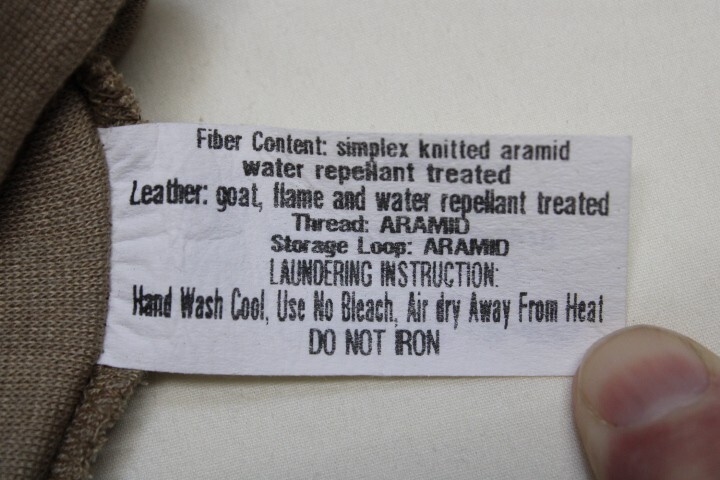 Fiber Content: simplex knitted aramid
water repellant treated
Leather: goat, flame and water repellant treated
Thread: ARAMID
Storage Loop: ARAMID
LAUNDERING INSTRUCTION:
Hand Wash Cool, Use No Bleach, Air dry Away From Heat
DO NOT IRON